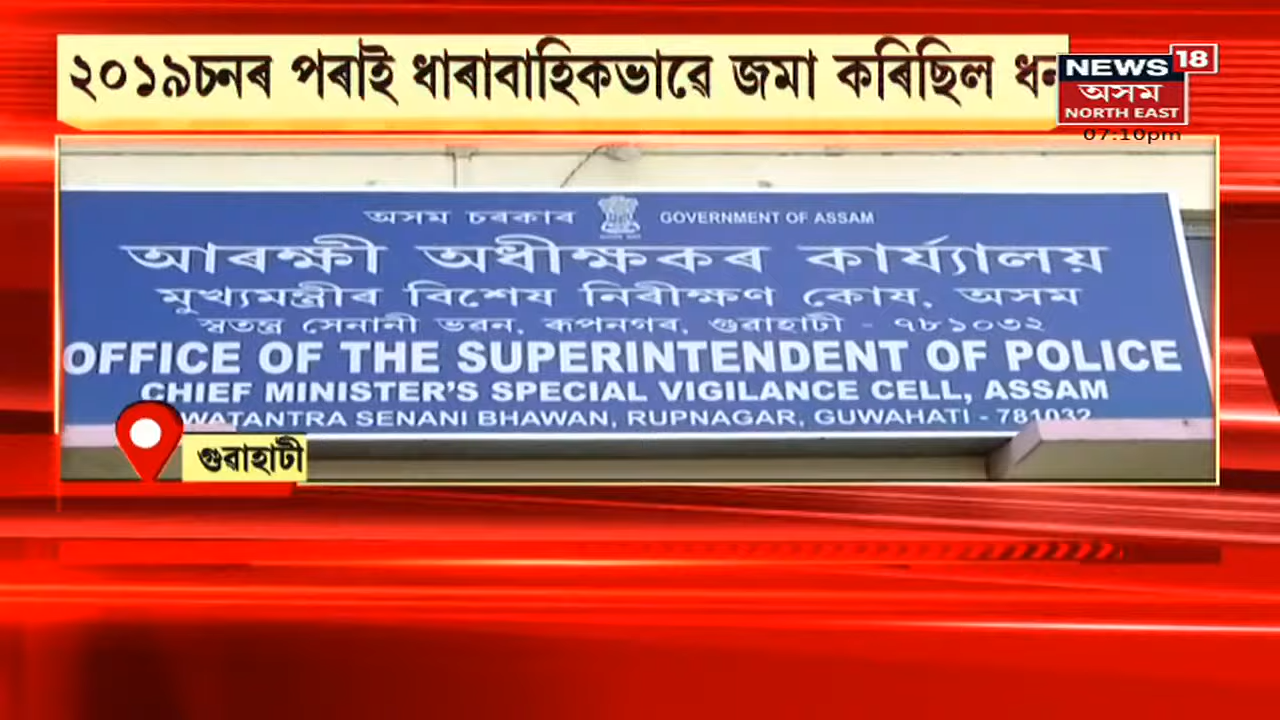 ২০১৯চনৰ পৰাই ধাৰাবাহিকভাৱে জমা কৰিছিল
NEWS 18
অসম
NORTH EAST
07:10pm
অসম চৰকাৰ GOVERNMENT OF ASSAM
আৰক্ষী অধীক্ষকৰ কাৰ্য্যালয়
মুখ্যমন্ত্ৰীৰ বিশেষ নিৰীক্ষণ কোষ, অসম
স্বতন্ত্ৰ সেনানী ভৱন, ৰূপনগৰ, গুৱাহাটী - ৭৮১০৩২
OFFICE OF THE SUPERINTENDENT OF POLICE
CHIEF MINISTER'S SPECIAL VIGILANCE CELL, ASSAM
SENANI BHAWAN, RUPNAGAR, GUWAHATI - 781032
গুৱাহাটী